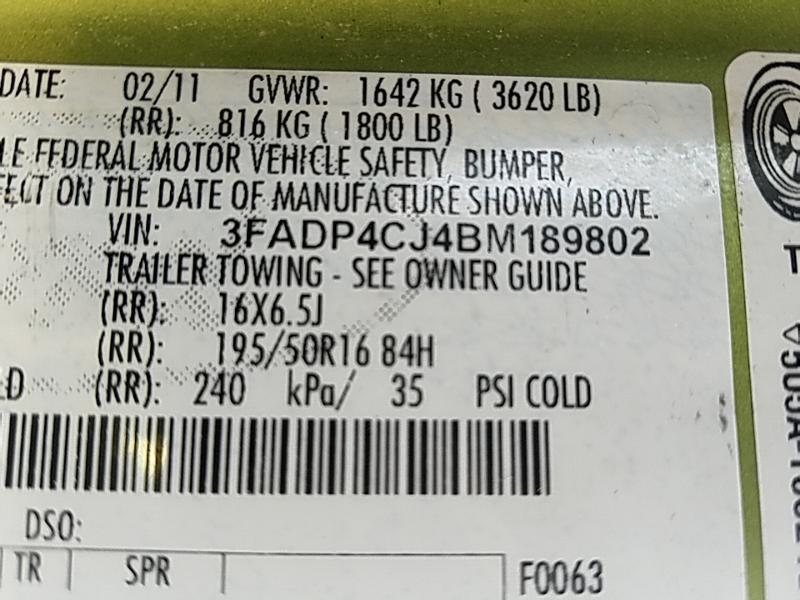 DATE: 02/11 GVWR: 1642 KG ( 3620 LB)
(RR): 816 KG ( 1800 LB)
LE FEDERAL MOTOR VEHICLE SAFETY, BUMPER,
FECT ON THE DATE OF MANUFACTURE SHOWN ABOVE.
VIN: 3FADP4CJ4BM189802
TRAILER TOWING - SEE OWNER GUIDE
(RR): 16X6.5J
(RR): 195/50R16 84H
LD (RR): 240 kPa/ 35 PSI COLD
DSO:
TR SPR
F0063
T